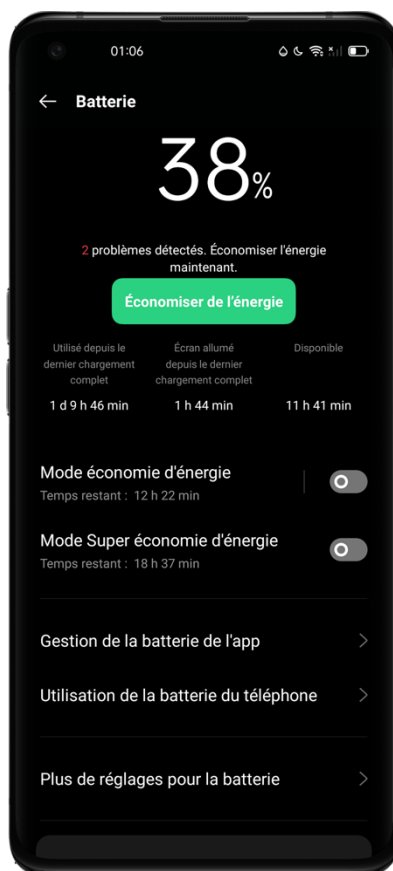 01:06
Batterie
38%
2 problèmes détectés. Économiser l'énergie
maintenant.
Économiser de l'énergie
Utilisé depuis le
dernier chargement
complet
1 d 9 h 46 min
Écran allumé
depuis le dernier
chargement complet
1 h 44 min
Disponible
11 h 41 min
Mode économie d'énergie
Temps restant : 12 h 22 min
Mode Super économie d'énergie
Temps restant : 18 h 37 min
Gestion de la batterie de l'app
Utilisation de la batterie du téléphone
Plus de réglages pour la batterie